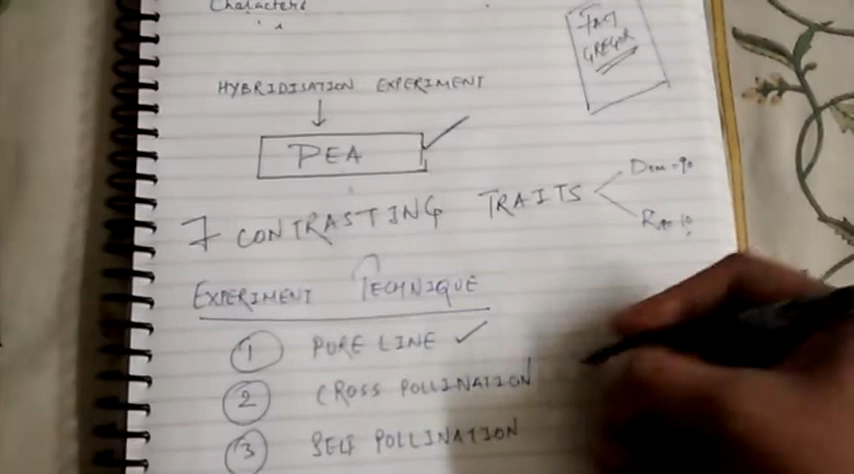 Characters
FACT
GREGOR
HYBRIDISATION EXPERIMENT
PEA
7 CONTRASTING TRAITS
EXPERIMENT TECHNIQUE
1 PURE LINE
2 CROSS POLLINATION
3 SELF POLLINATION